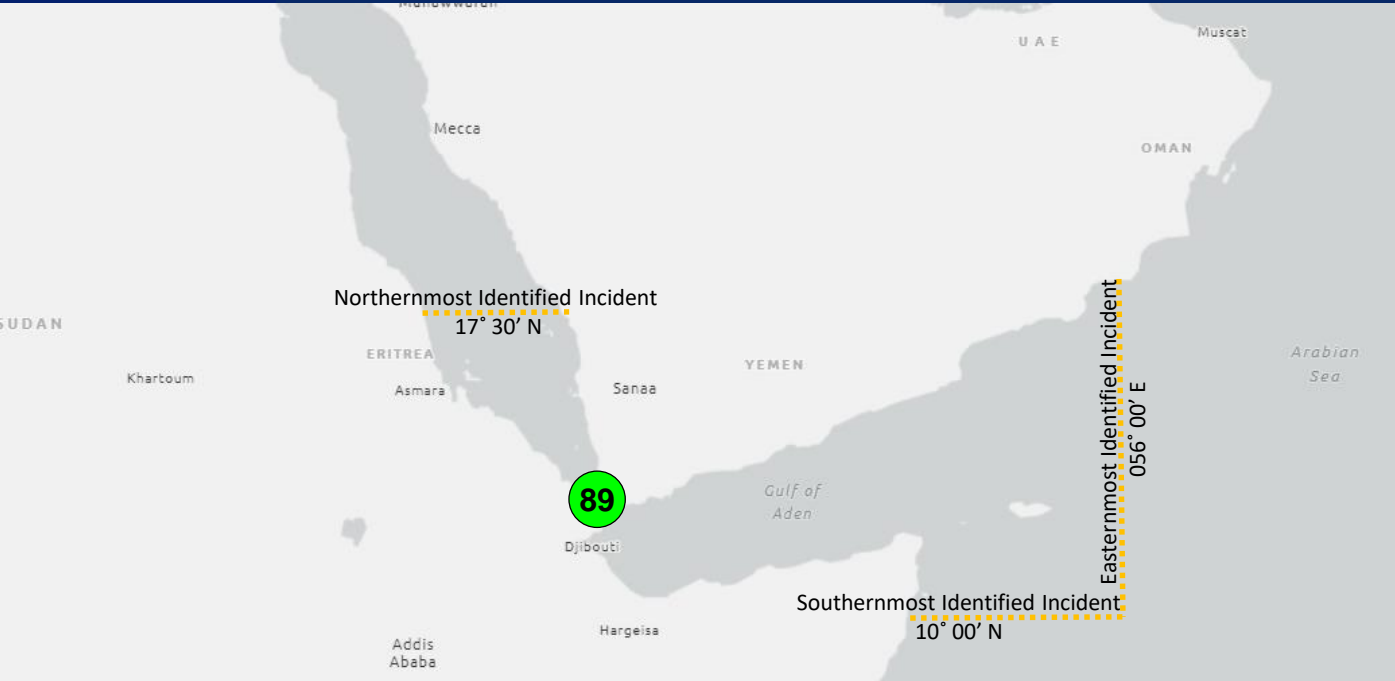 Muscat
U A E
Mecca
OMAN
Northernmost Identified Incident
17˚ 30’ N
SUDAN
ERITREA
YEMEN
Arabian
Sea
Khartoum
Asmara
Sanaa
Easternmost Identified Incident
056˚ 00’ E
89
Gulf of
Aden
Djibouti
Southernmost Identified Incident
10˚ 00’ N
Hargeisa
Addis
Ababa